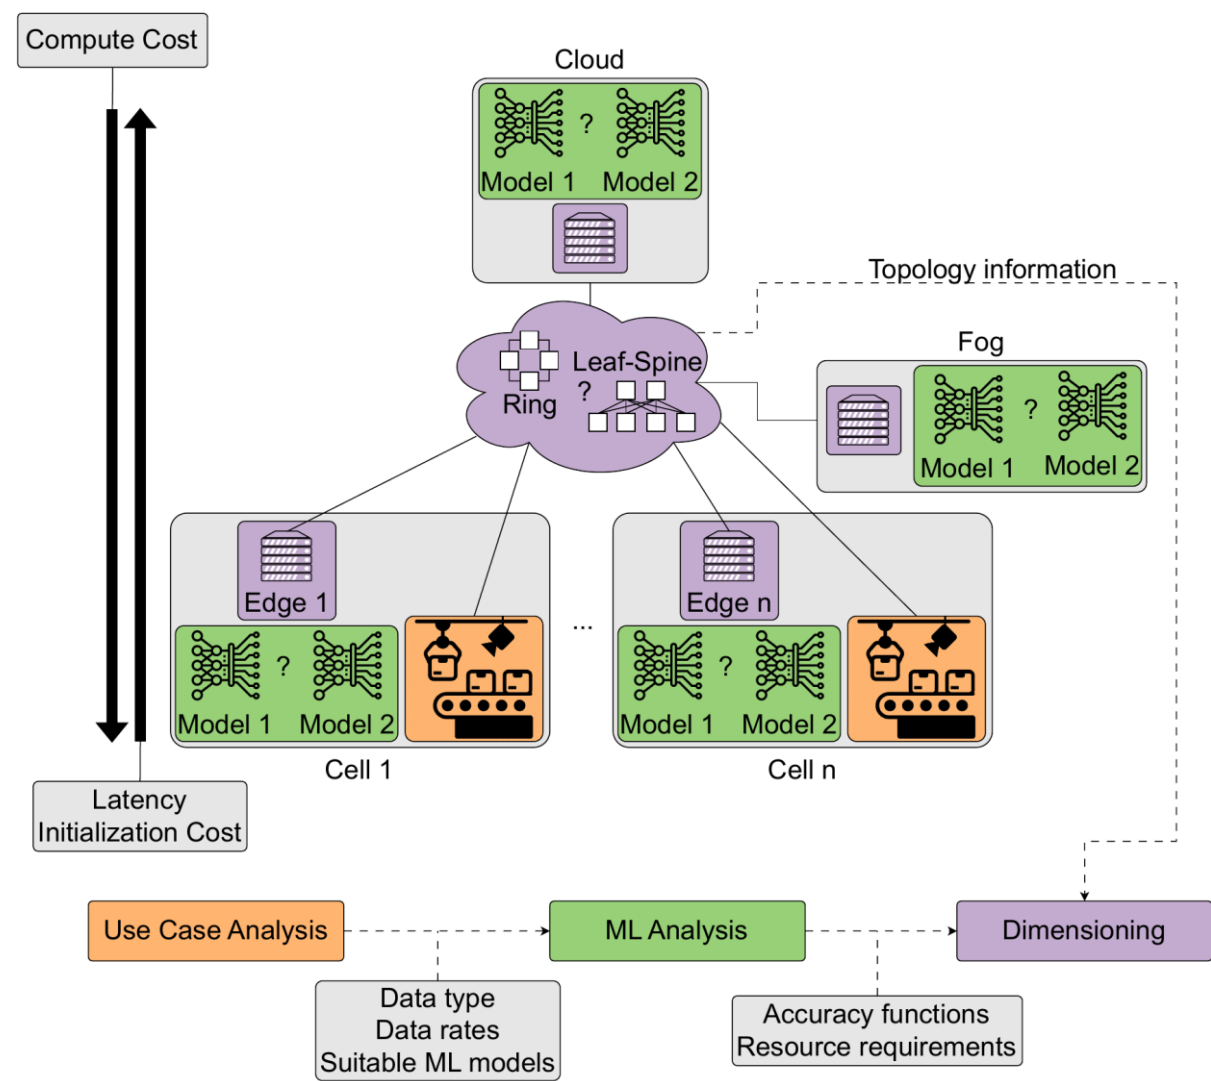 Compute Cost
Cloud
?
Model 1
Model 2
Topology information
Fog
Leaf-Spine
?
Ring
?
Model 1
Model 2
Edge 1
?
Model 1
Model 2
Cell 1
...
Edge n
?
Model 1
Model 2
Cell n
Latency
Initialization Cost
Use Case Analysis
ML Analysis
Dimensioning
Data type
Data rates
Suitable ML models
Accuracy functions
Resource requirements